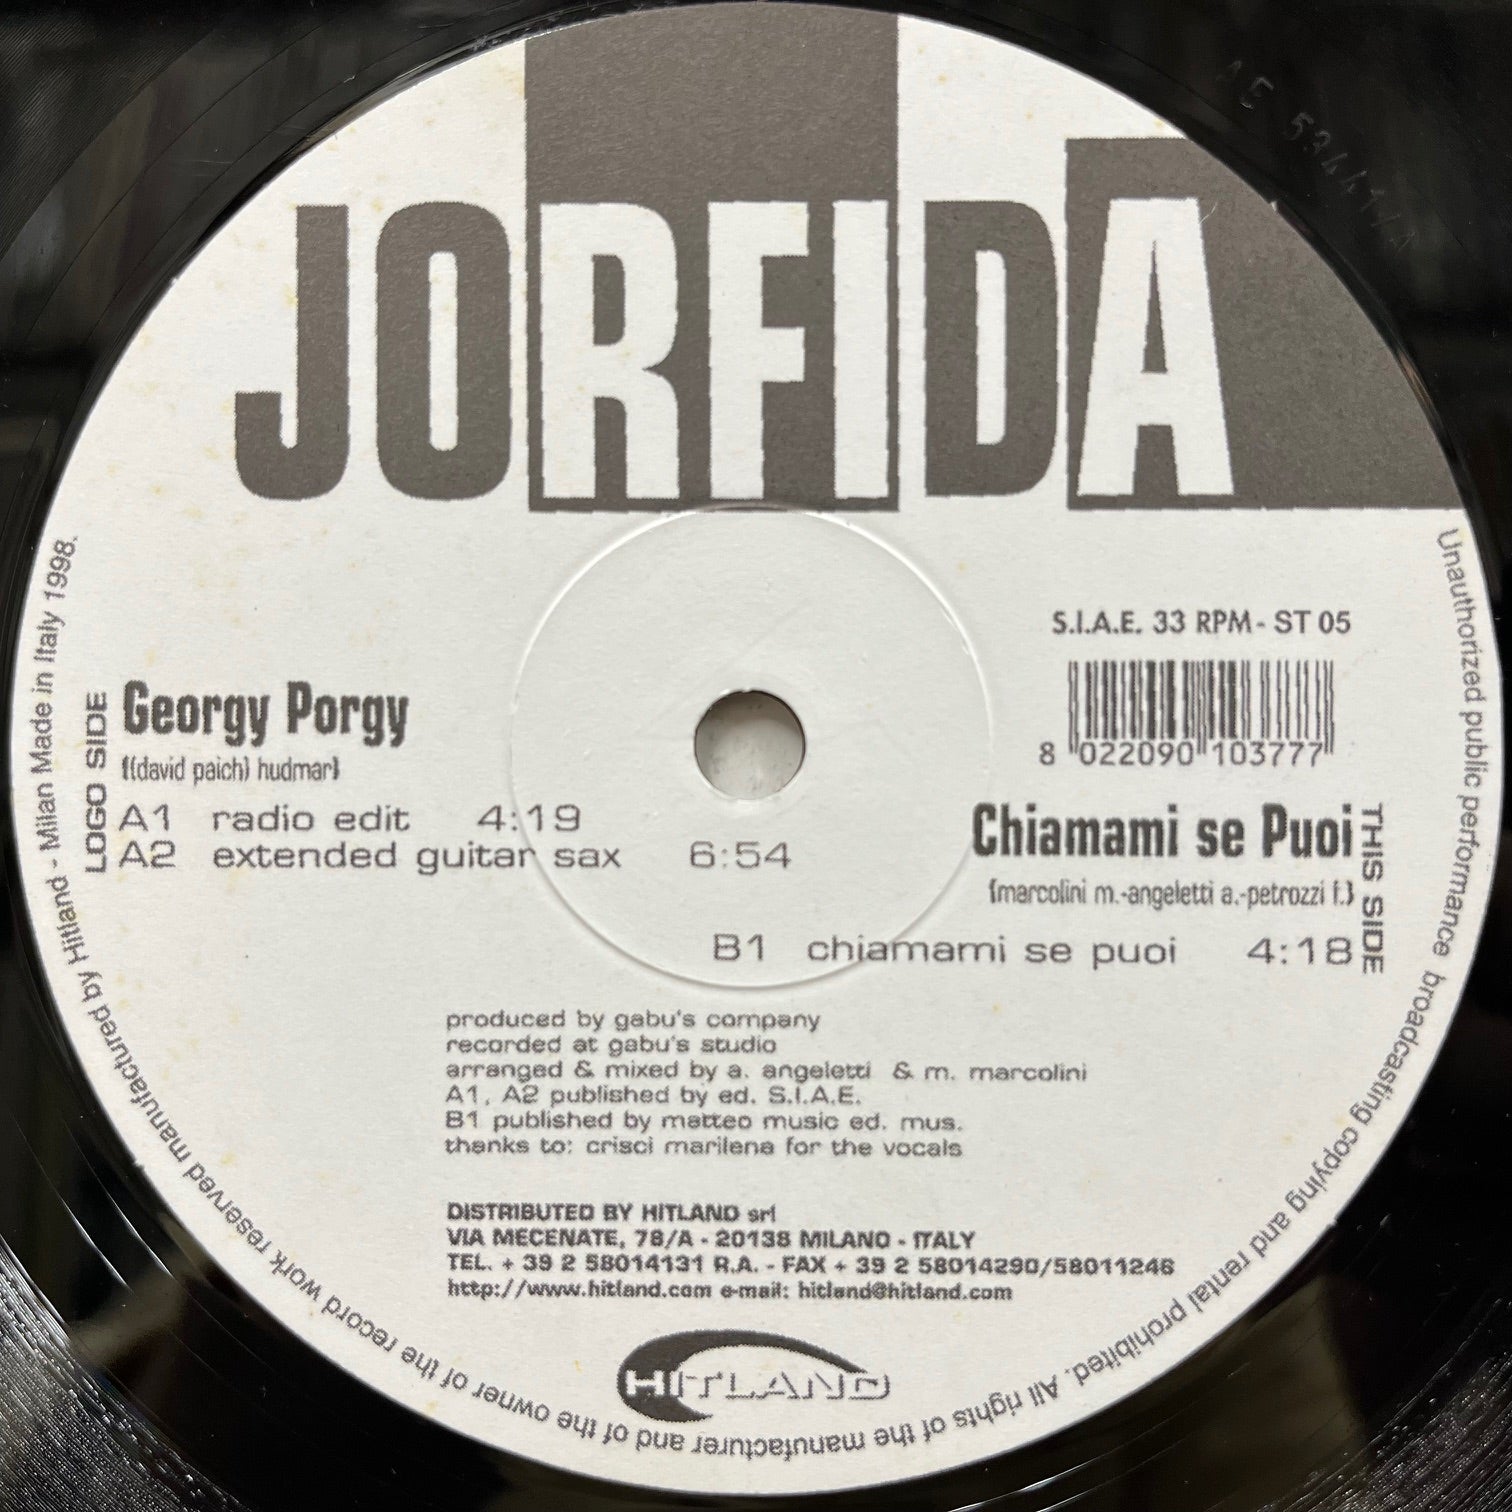 JORFIDA
S.I.A.E. 33 RPM - ST 05
8 022090 103777
LOGO SIDE
Georgy Porgy
{(david paich) hudmar}
A1 radio edit 4:19
A2 extended guitar sax 6:54
THIS SIDE
Chiamami se Puoi
{marcolini m.-angeletti a.-petrozzi f.}
B1 chiamami se puoi 4:18
produced by gabu's company
recorded at gabu's studio
arranged & mixed by a. angeletti & m. marcolini
A1, A2 published by ed. S.I.A.E.
B1 published by matteo music ed. mus.
thanks to: crisci marilena for the vocals
DISTRIBUTED BY HITLAND srl
VIA MECENATE, 78/A - 20138 MILANO - ITALY
TEL. + 39 2 58014131 R.A. - FAX + 39 2 58014290/58011246
http://www.hitland.com e-mail: hitland@hitland.com
HITLAND
Unauthorized public performance broadcasting copying and rental prohibited. All rights of the manufacturer and of the owner of the record work reserved manufactured by Hitland - Milan Made in Italy 1998.